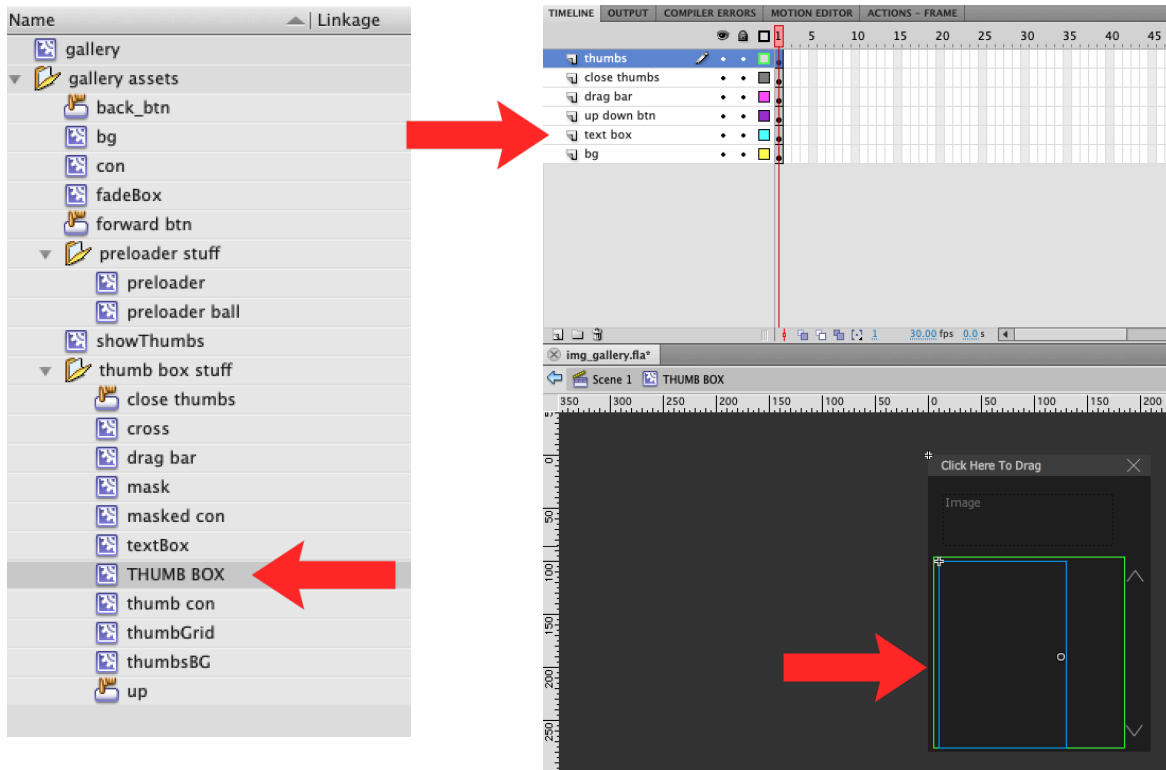 Name Linkage
gallery
gallery assets
back_btn
bg
con
fadeBox
forward btn
preloader stuff
preloader
preloader ball
showThumbs
thumb box stuff
close thumbs
cross
drag bar
mask
masked con
textBox
THUMB BOX
thumb con
thumbGrid
thumbsBG
up
TIMELINE OUTPUT COMPILER ERRORS MOTION EDITOR ACTIONS – FRAME
1 5 10 15 20 25 30 35 40 45
thumbs
close thumbs
drag bar
up down btn
text box
bg
1 30.00 fps 0.0 s
img_gallery.fla*
Scene 1 THUMB BOX
350 300 250 200 150 100 50 0 50 100 150 200
0
50
100
150
200
250
Click Here To Drag
Image